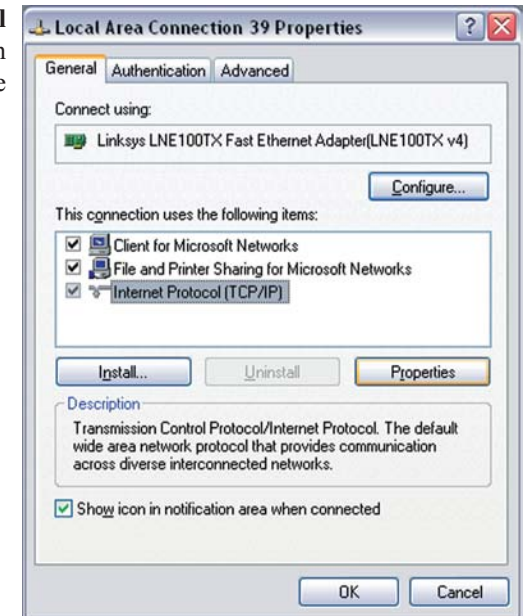 l
n
e
Local Area Connection 39 Properties
General Authentication Advanced
Connect using:
Linksys LNE100TX Fast Ethernet Adapter(LNE100TX v4)
Configure...
This connection uses the following items:
Client for Microsoft Networks
File and Printer Sharing for Microsoft Networks
Internet Protocol (TCP/IP)
Install... Uninstall Properties
Description
Transmission Control Protocol/Internet Protocol. The default
wide area network protocol that provides communication
across diverse interconnected networks.
Show icon in notification area when connected
OK Cancel